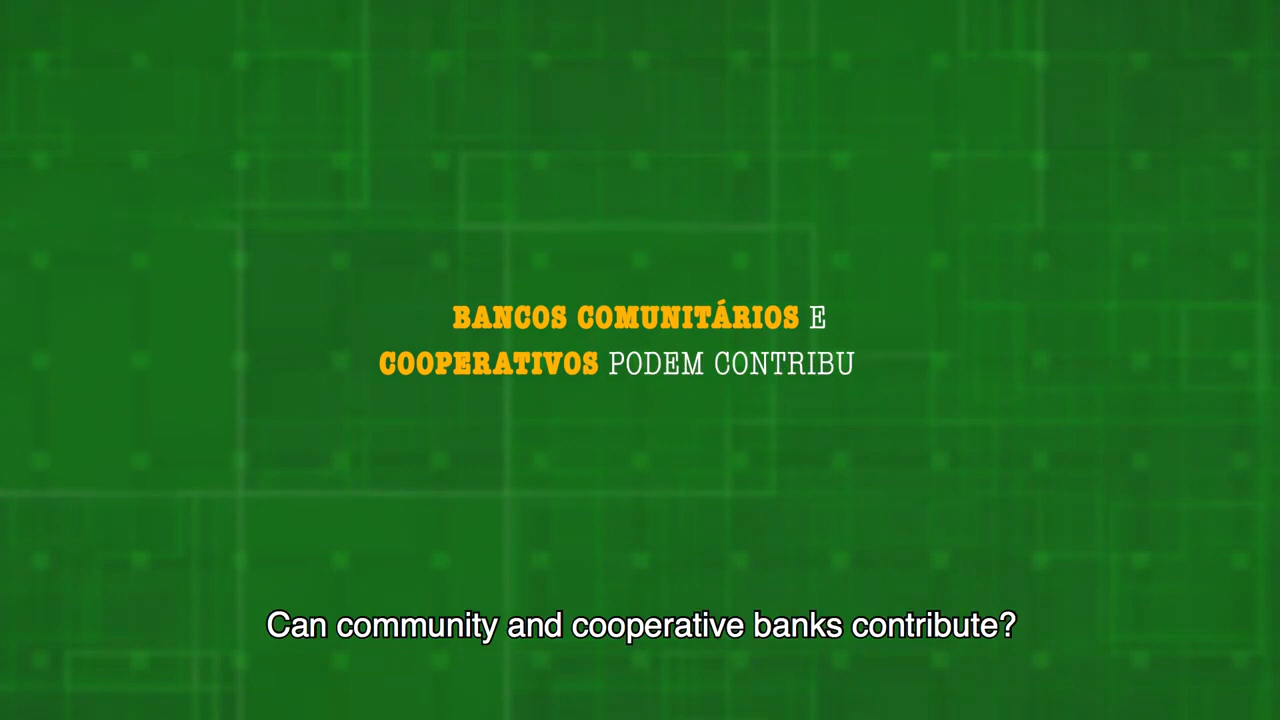 BANCOS COMUNITÁRIOS E
COOPERATIVOS PODEM CONTRIBU
Can community and cooperative banks contribute?